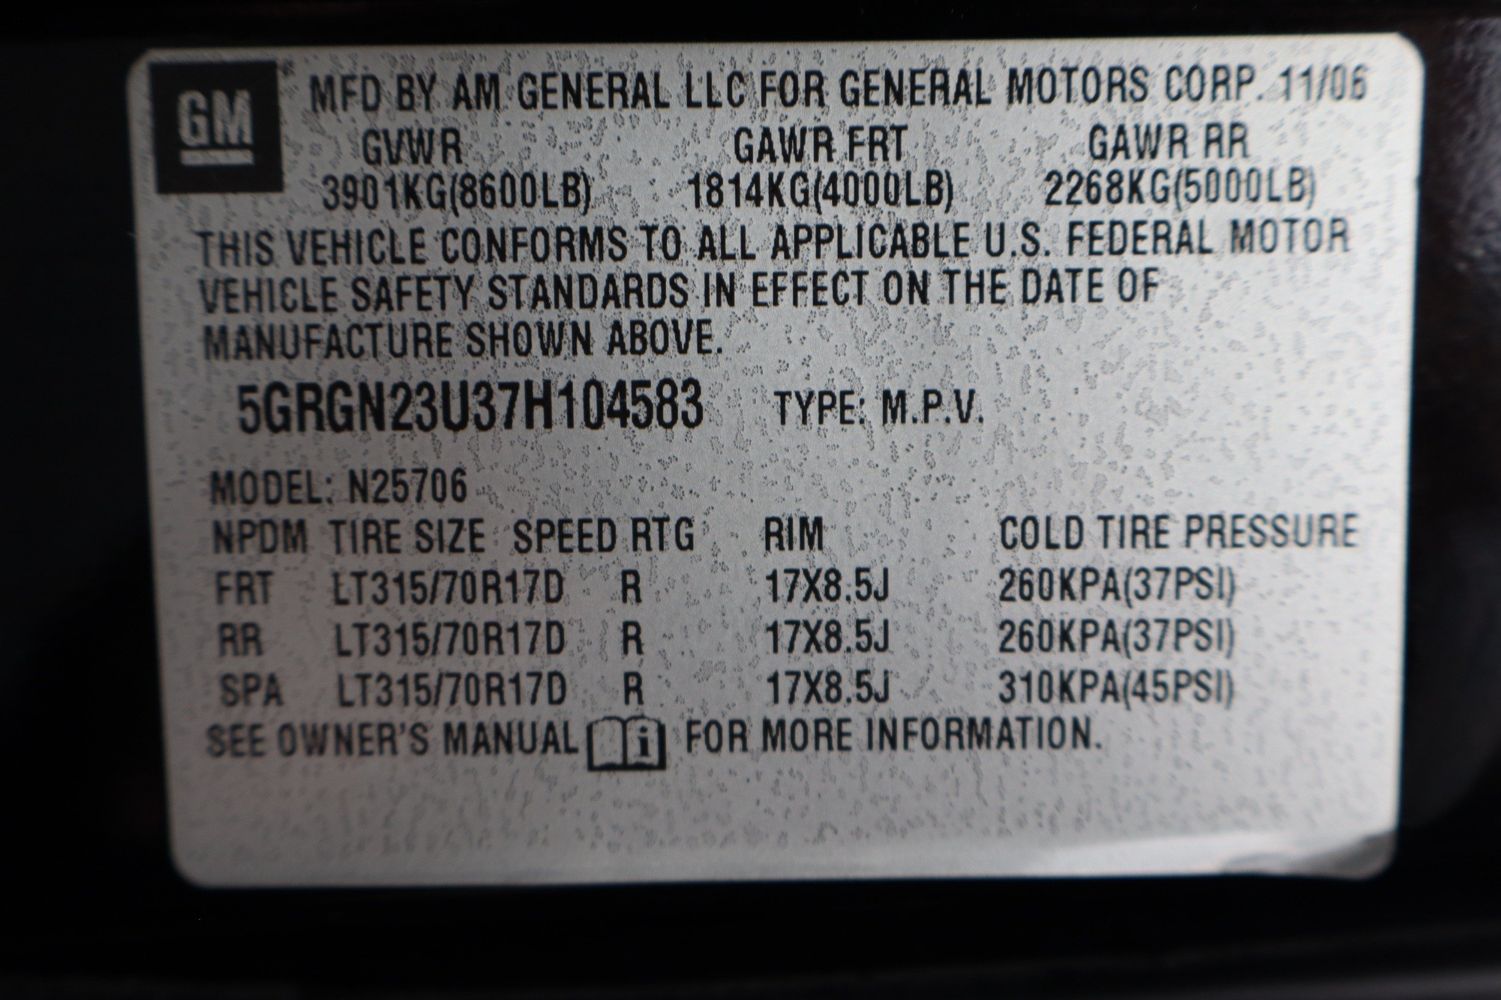 GM MFD BY AM GENERAL LLC FOR GENERAL MOTORS CORP. 11/06
GVWR GAWR FRT GAWR RR
3901KG(8600LB) 1814KG(4000LB) 2268KG(5000LB)
THIS VEHICLE CONFORMS TO ALL APPLICABLE U.S. FEDERAL MOTOR
VEHICLE SAFETY STANDARDS IN EFFECT ON THE DATE OF
MANUFACTURE SHOWN ABOVE.
5GRGN23U37H104583 TYPE: M.P.V.
MODEL: N25706
NPDM TIRE SIZE SPEED RTG RIM COLD TIRE PRESSURE
FRT LT315/70R17D R 17X8.5J 260KPA(37PSI)
RR LT315/70R17D R 17X8.5J 260KPA(37PSI)
SPA LT315/70R17D R 17X8.5J 310KPA(45PSI)
SEE OWNER'S MANUAL i FOR MORE INFORMATION.